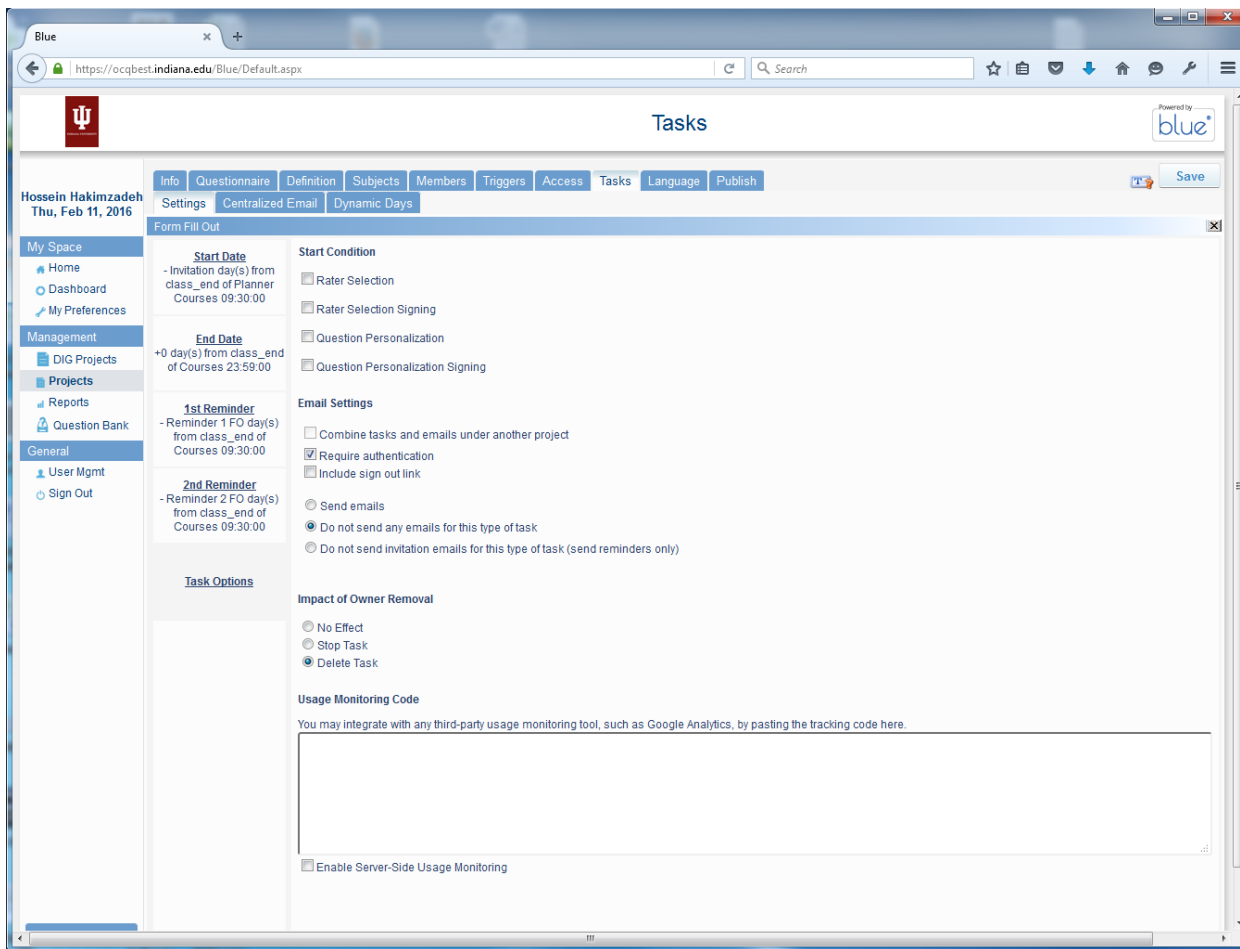 Blue
https://ocqbest.indiana.edu/Blue/Default.aspx
Search
Tasks
Powered by
blue
Hossein Hakimzadeh
Thu, Feb 11, 2016
My Space
Home
Dashboard
My Preferences
Management
DIG Projects
Projects
Reports
Question Bank
General
User Mgmt
Sign Out
Info Questionnaire Definition Subjects Members Triggers Access Tasks Language Publish
Save
Settings Centralized Email Dynamic Days
Form Fill Out
Start Date
- Invitation day(s) from
class_end of Planner
Courses 09:30:00
End Date
+0 day(s) from class_end
of Courses 23:59:00
1st Reminder
- Reminder 1 FO day(s)
from class_end of
Courses 09:30:00
2nd Reminder
- Reminder 2 FO day(s)
from class_end of
Courses 09:30:00
Task Options
Start Condition
Rater Selection
Rater Selection Signing
Question Personalization
Question Personalization Signing
Email Settings
Combine tasks and emails under another project
Require authentication
Include sign out link
Send emails
Do not send any emails for this type of task
Do not send invitation emails for this type of task (send reminders only)
Impact of Owner Removal
No Effect
Stop Task
Delete Task
Usage Monitoring Code
You may integrate with any third-party usage monitoring tool, such as Google Analytics, by pasting the tracking code here.
Enable Server-Side Usage Monitoring